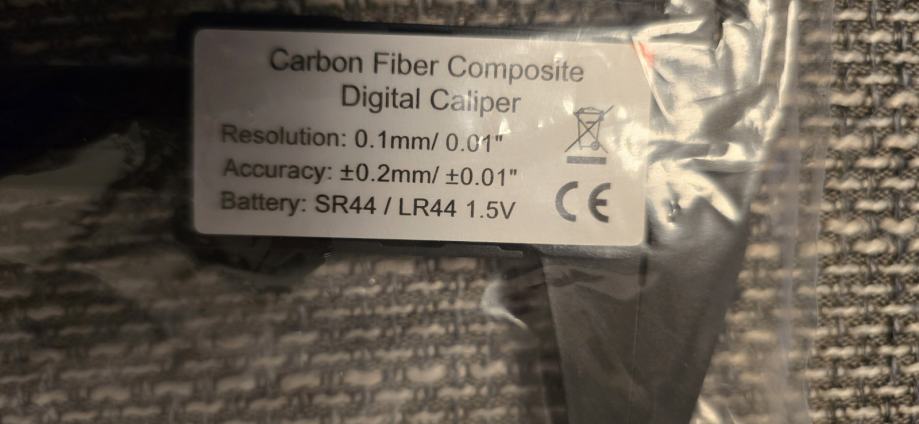 Carbon Fiber Composite
Digital Caliper
Resolution: 0.1mm/ 0.01"
Accuracy: ±0.2mm/ ±0.01"
Battery: SR44 / LR44 1.5V
CE